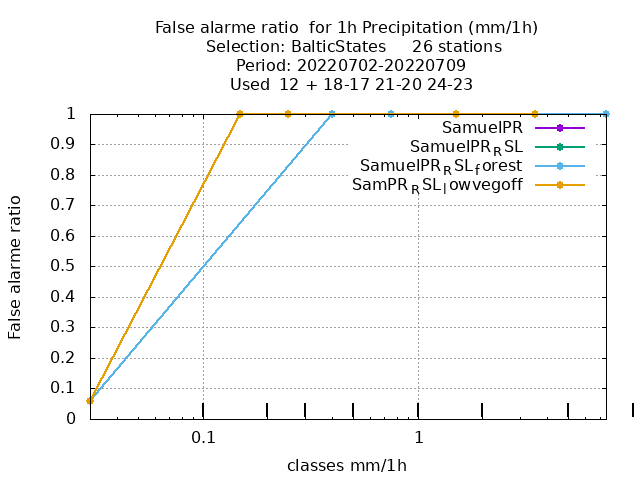 False alarme ratio  for 1h Precipitation (mm/1h)
Selection: BalticStates     26 stations
Period: 20220702-20220709
Used  12 + 18-17 21-20 24-23
1
SamuelPR
0.9
SamuelPR_RSL
0.8
SamuelPR_RSL_forest
SamPR_RSL_lowvegoff
0.7
0.6
0.5
0.4
0.3
0.2
0.1
0
False alarme ratio
0.1
1
classes mm/1h